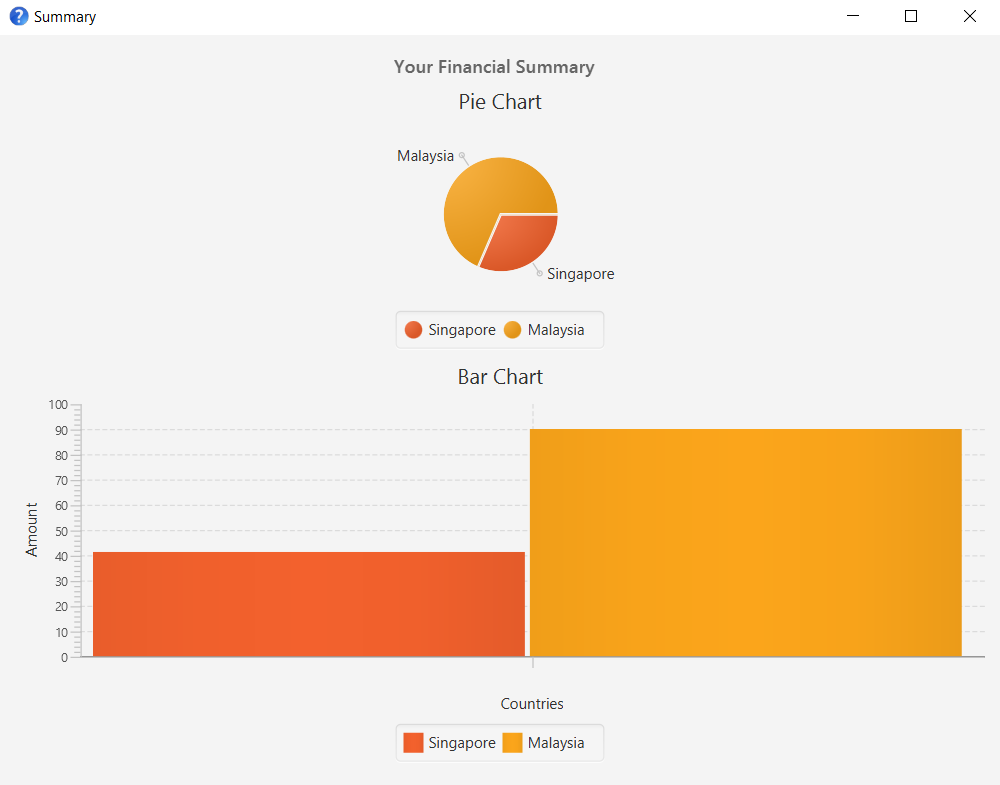 Summary
Your Financial Summary
Pie Chart
Malaysia
Singapore
Singapore Malaysia
Bar Chart
100
90
80
70
60
50
40
30
20
10
0
Amount
Countries
Singapore Malaysia